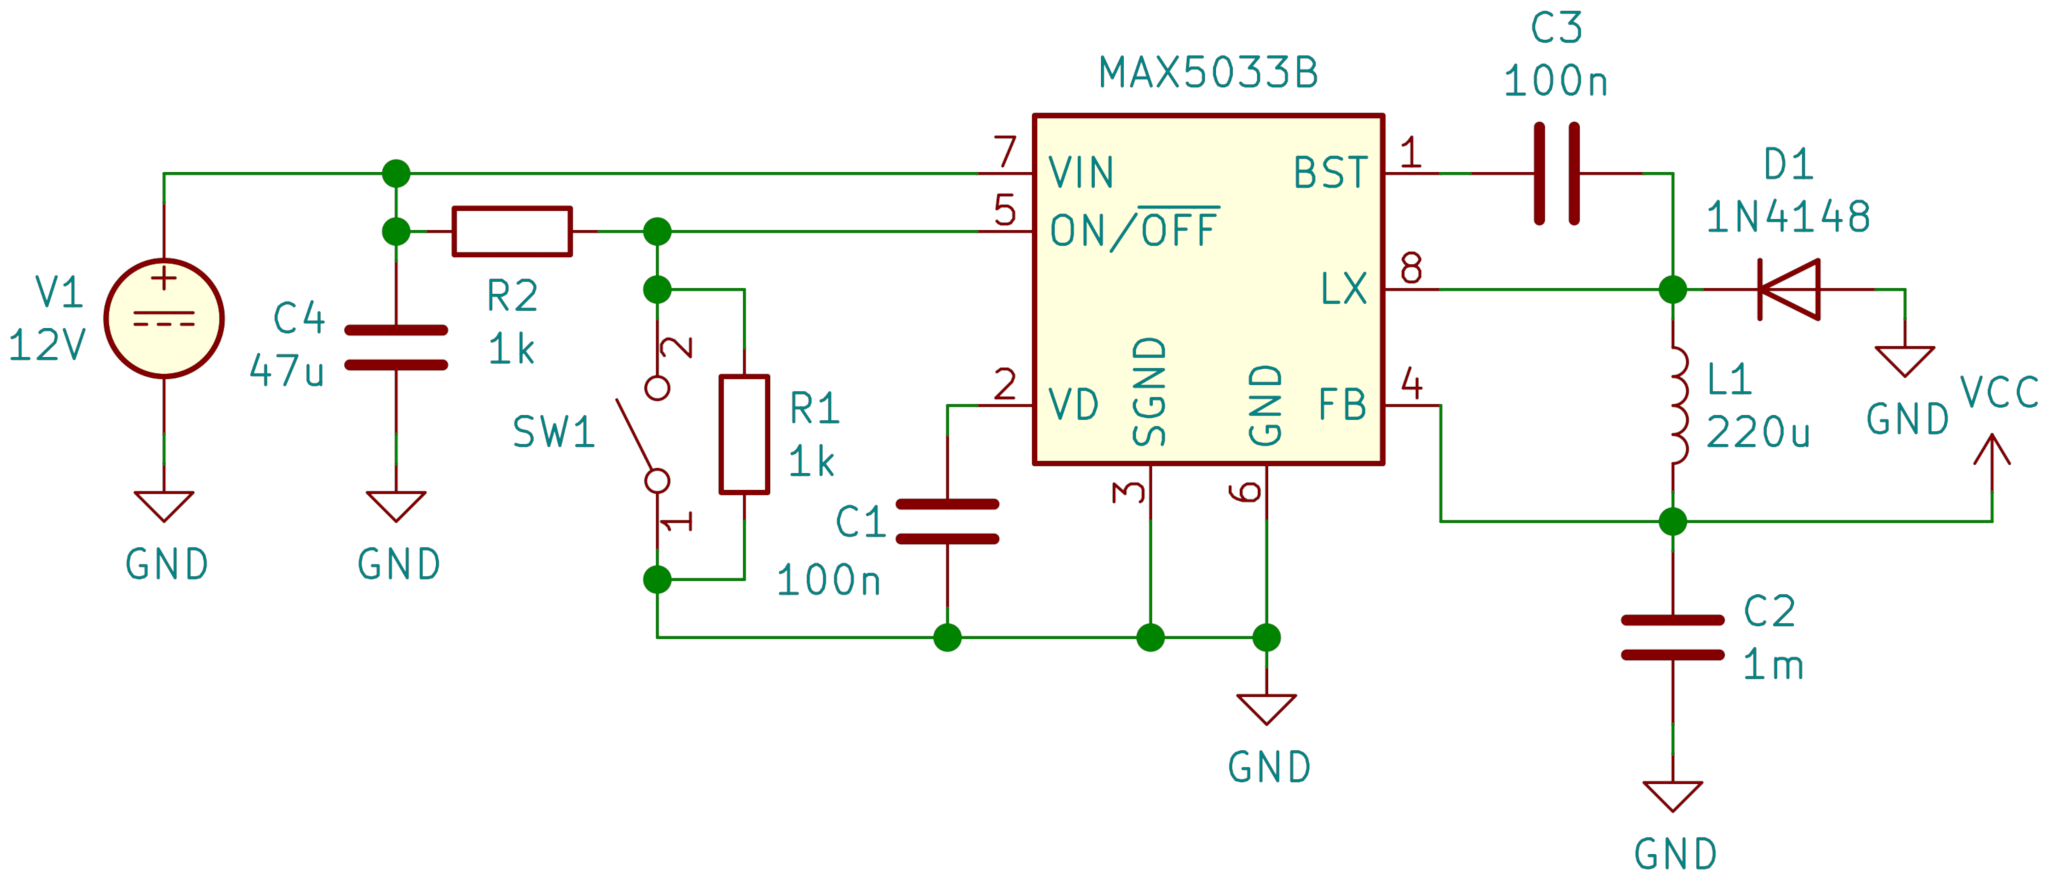 C3
100n
MAX5033B
7
VIN
BST
1
D1
1N4148
5
ON/OFF
V1
12V
C4
47u
R2
1k
2
LX
8
SW1
R1
1k
2
VD
SGND
GND
FB
4
L1
220u
GND
VCC
1
C1
100n
3
6
GND
GND
C2
1m
GND
GND